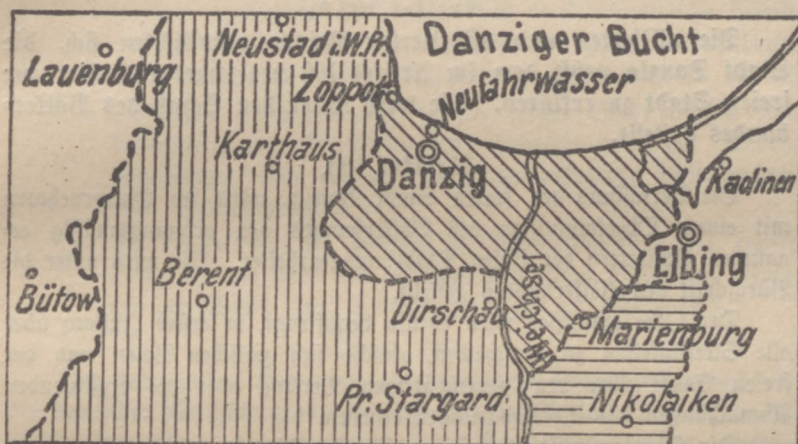 Neustad i.W.Pr.
Danziger Bucht
Lauenburg
Zoppot
Neufahrwasser
Karthaus
Danzig
Kadinen
Elbing
Berent
Bütow
Dirschau
Weichsel
Marienburg
Pr. Stargard
Nikolaiken